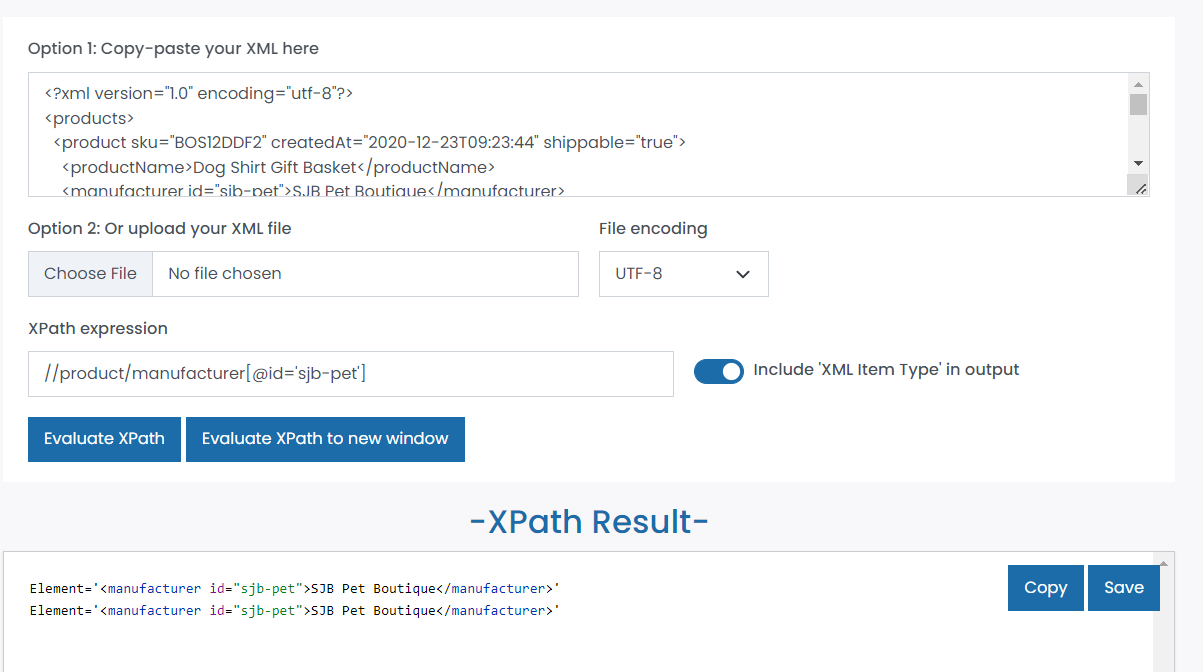 Option 1: Copy-paste your XML here
<?xml version="1.0" encoding="utf-8"?>
<products>
<product sku="BOS12DDF2" createdAt="2020-12-23T09:23:44" shippable="true">
<productName>Dog Shirt Gift Basket</productName>
<manufacturer id="sjb-pet">SJB Pet Boutique</manufacturer>
Option 2: Or upload your XML file
File encoding
Choose File No file chosen
UTF-8
XPath expression
//product/manufacturer[@id='sjb-pet']
Include 'XML Item Type' in output
Evaluate XPath
Evaluate XPath to new window
-XPath Result-
Copy
Save
Element='<manufacturer id="sjb-pet">SJB Pet Boutique</manufacturer>'
Element='<manufacturer id="sjb-pet">SJB Pet Boutique</manufacturer>'